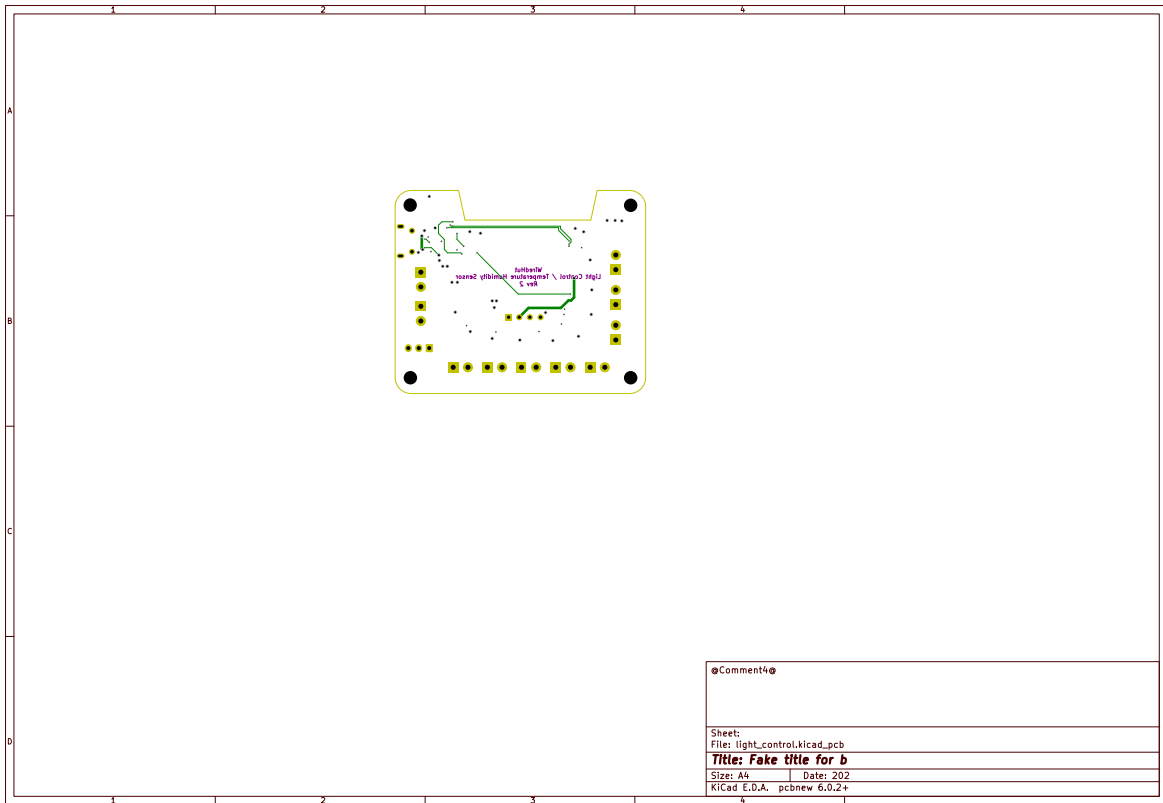 1 2 3 4
A
WiredHut
Light Control / Temperature Humidity Sensor
Rev 2
B
C
@Comment4@
Sheet:
File: light_control.kicad_pcb
D
Title: Fake title for b
Size: A4 Date: 202
KiCad E.D.A. pcbnew 6.0.2+
1 2 3 4